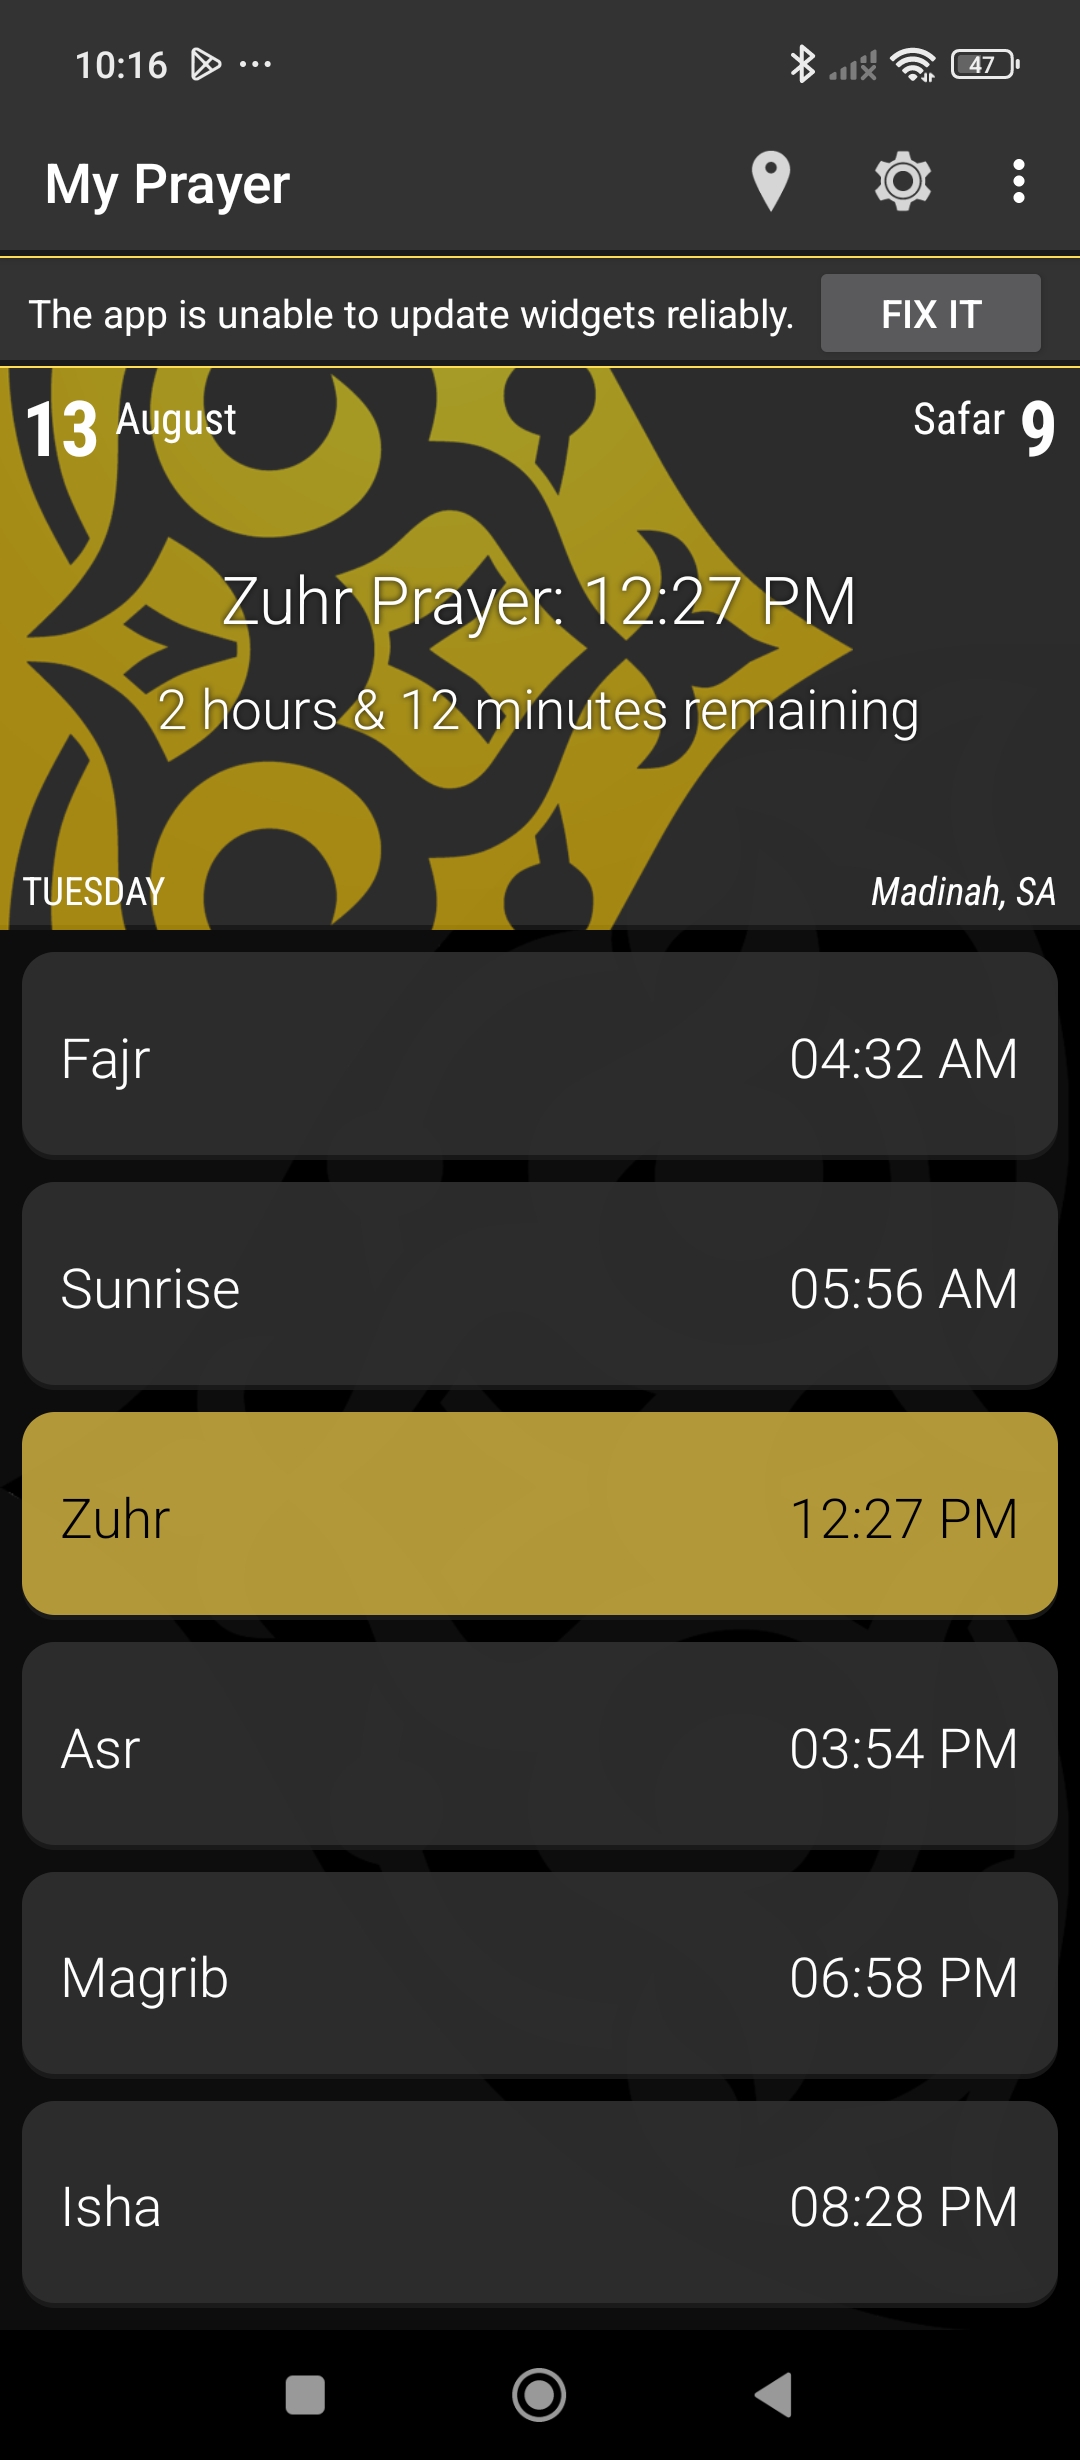 10:16
47
My Prayer
The app is unable to update widgets reliably.
FIX IT
13 August
Safar 9
Zuhr Prayer: 12:27 PM
2 hours & 12 minutes remaining
TUESDAY
Madinah, SA
Fajr 04:32 AM
Sunrise 05:56 AM
Zuhr 12:27 PM
Asr 03:54 PM
Magrib 06:58 PM
Isha 08:28 PM